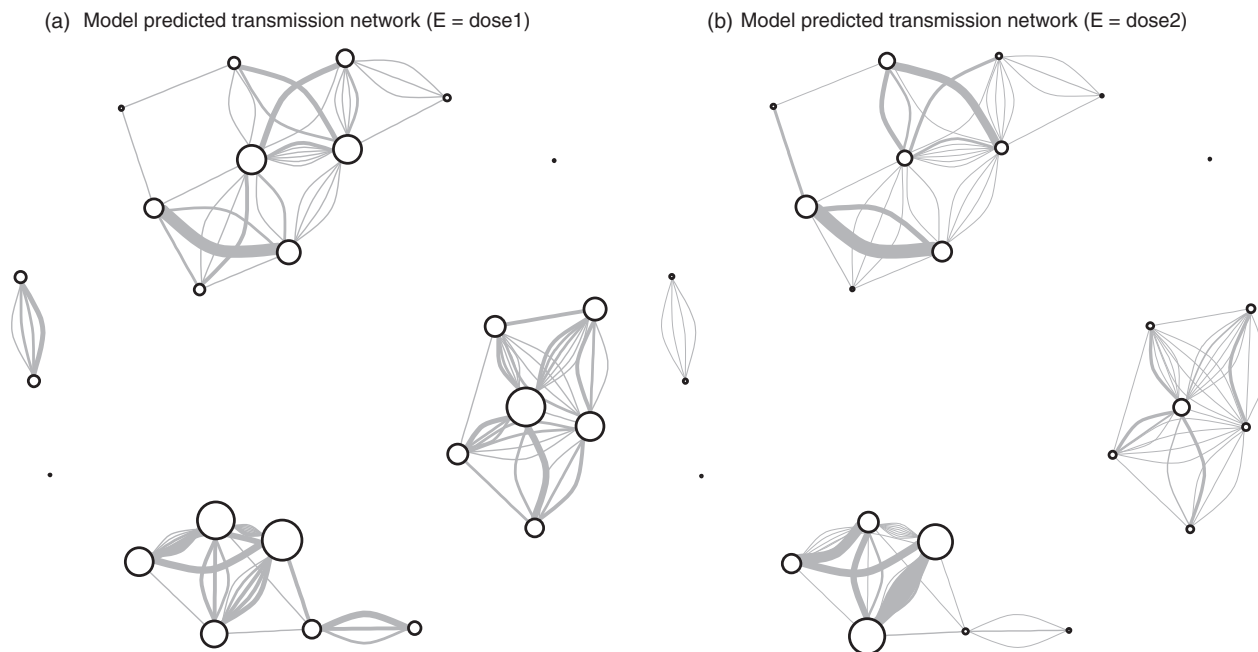 (a) Model predicted transmission network (E = dose1)
(b) Model predicted transmission network (E = dose2)